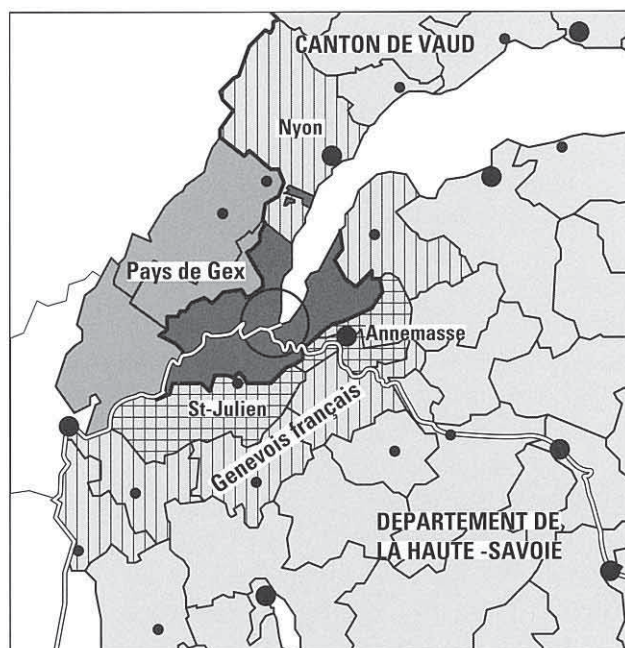 CANTON DE VAUD
Nyon
Pays de Gex
Annemasse
St-Julien
Genevois français
DEPARTEMENT DE
LA HAUTE -SAVOIE